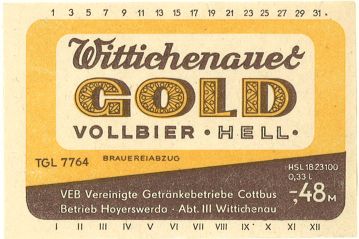 1 3 5 7 9 11 13 15 17 19 21 23 25 27 29 31
Wittichenauer
GOLD
VOLLBIER · HELL ·
TGL 7764
BRAUEREIABZUG
HSL 1823100
0,33 L
-,48 M
VEB Vereinigte Getränkebetriebe Cottbus
Betrieb Hoyerswerda · Abt. III Wittichenau
I II III IV V VI VII VIII IX X XI XII